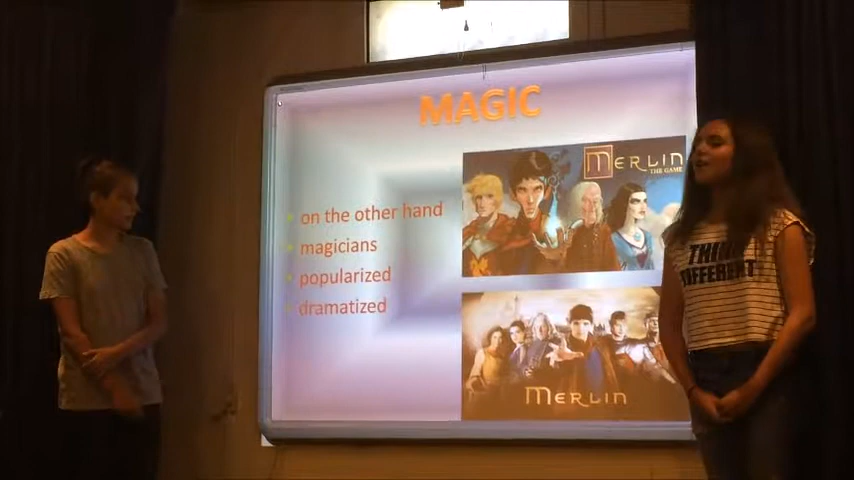 MAGIC
on the other hand
magicians
popularized
dramatized
MERLIN
THE GAME
MERLIN
THINK
DIFFERENT